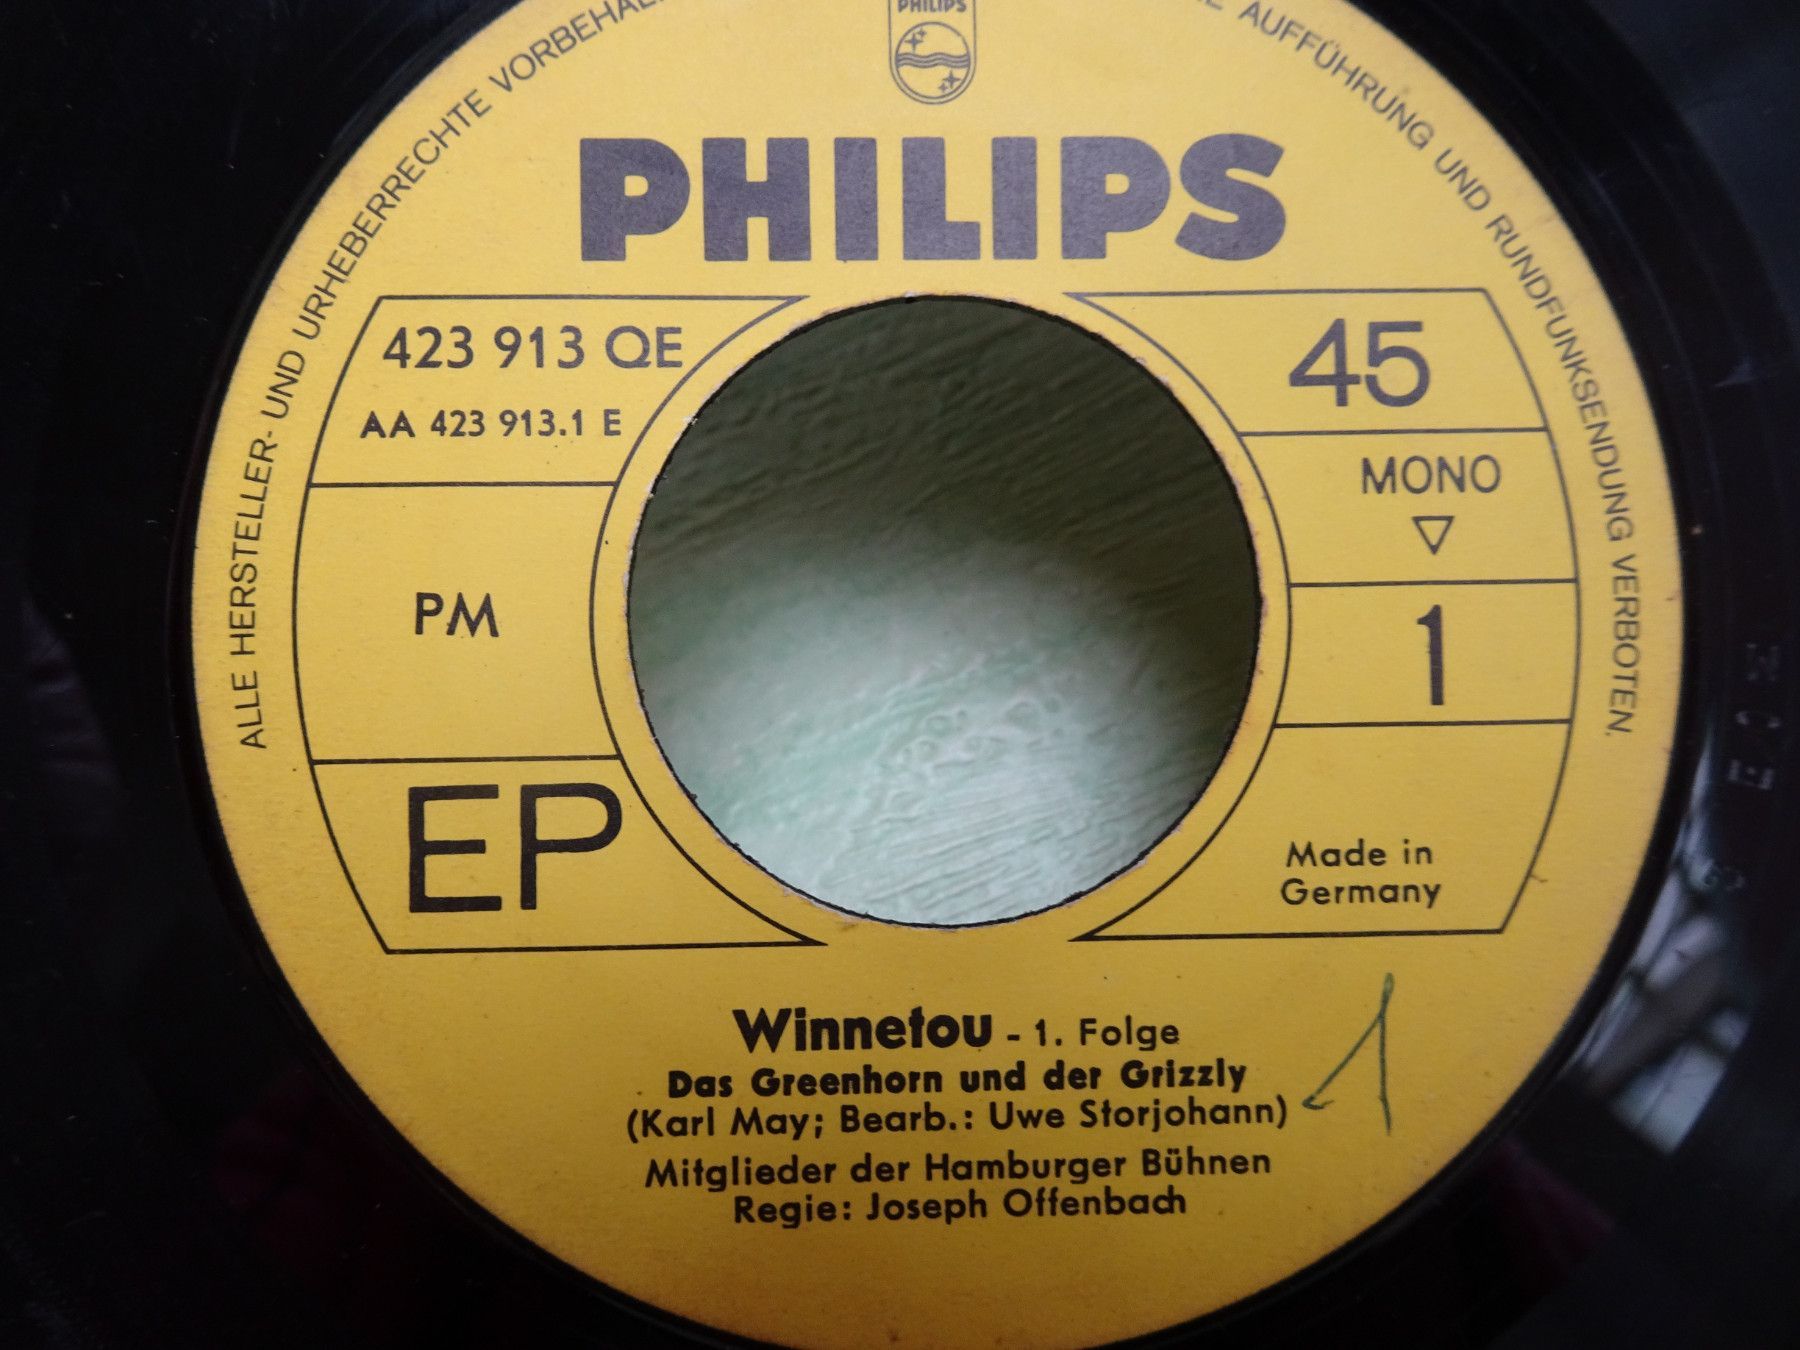 PHILIPS
ALLE HERSTELLER- UND URHEBERRECHTE
AUFFÜHRUNG UND RUNDFUNKSENDUNG VERBOTEN.
PHILIPS
423 913 QE
AA 423 913.1 E
PM
EP
45
MONO
1
Made in
Germany
Winnetou - 1. Folge
Das Greenhorn und der Grizzly
(Karl May; Bearb.: Uwe Storjohann)
Mitglieder der Hamburger Bühnen
Regie: Joseph Offenbach
1